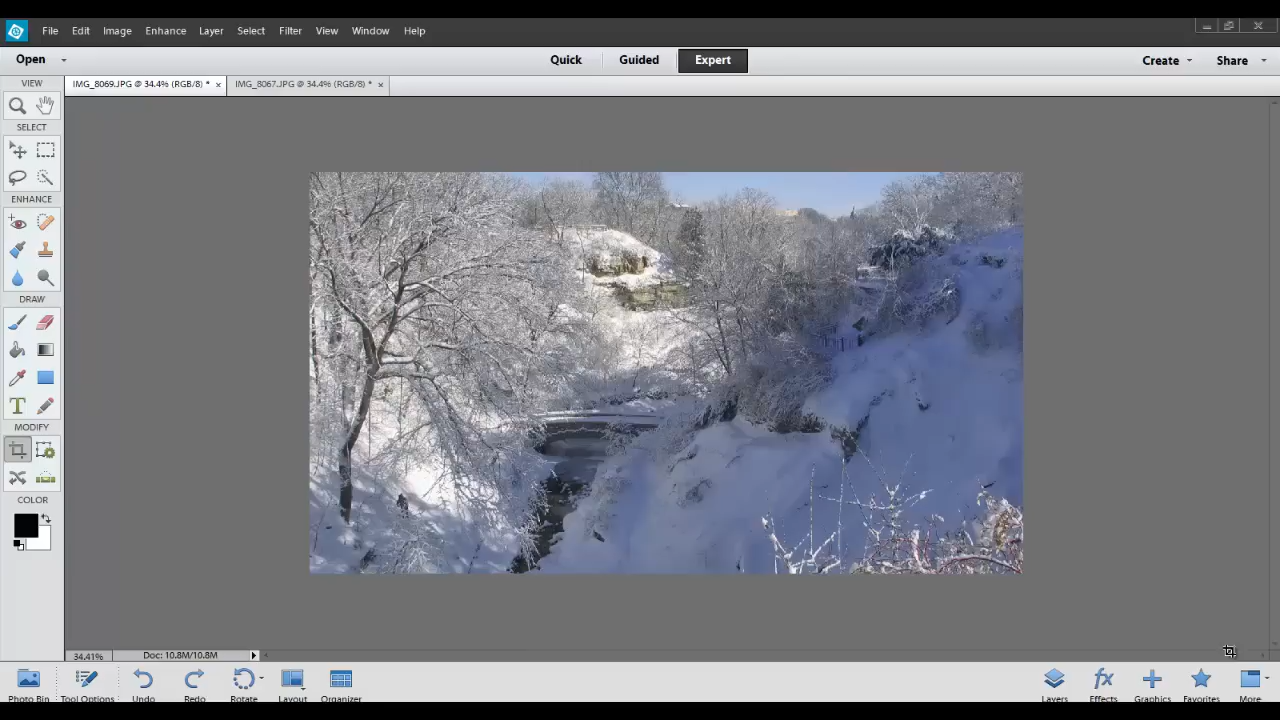 File Edit Image Enhance Layer Select Filter View Window Help
Open Quick Guided Expert Create Share
VIEW
IMG_8069.JPG @ 34.4% (RGB/8) * × IMG_8067.JPG @ 34.4% (RGB/8) * ×
SELECT
ENHANCE
DRAW
T
MODIFY
COLOR
34.41% Doc: 10.8M/10.8M
Photo Bin Tool Options Undo Redo Rotate Layout Organizer Layers Effects Graphics Favorites More